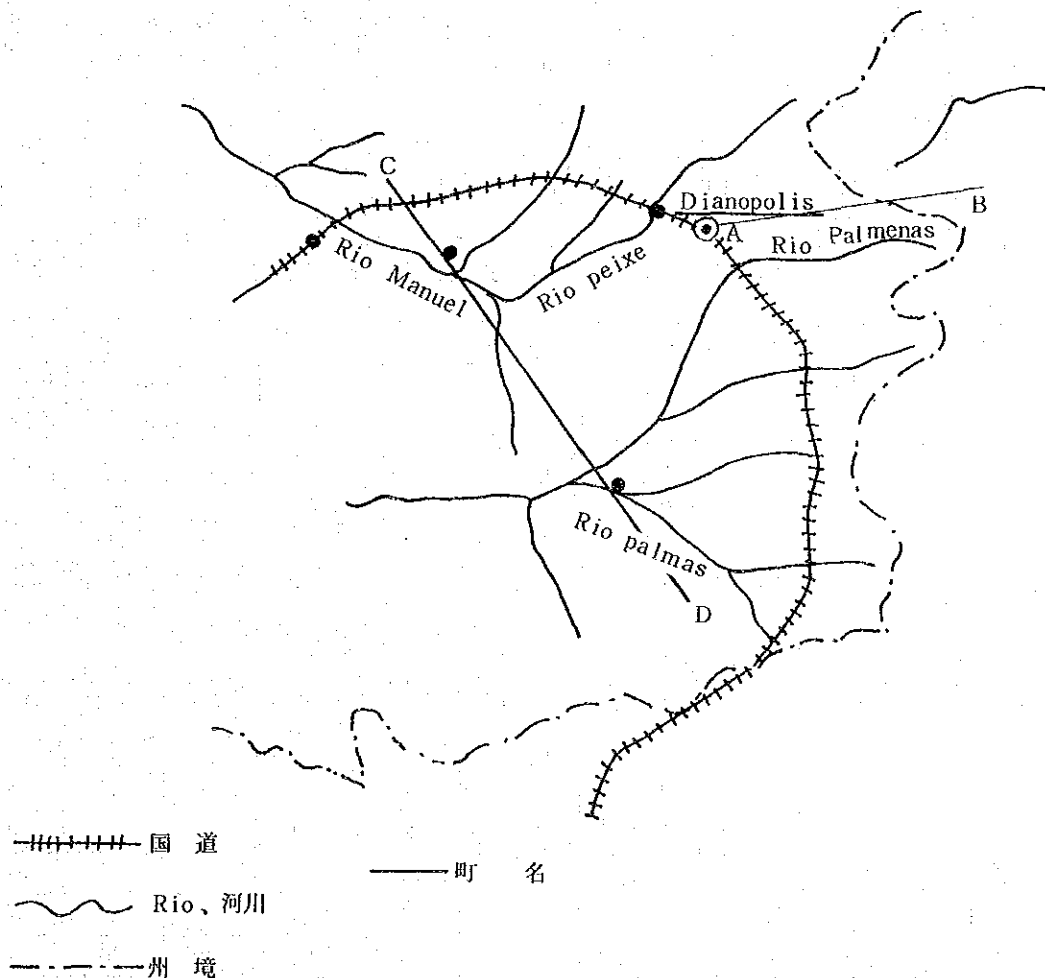 C
Dianopolis
B
A
Rio Palmenas
Rio peixe
Rio Manuel
Rio palmas
D
国 道
町 名
Rio、河川
州 境